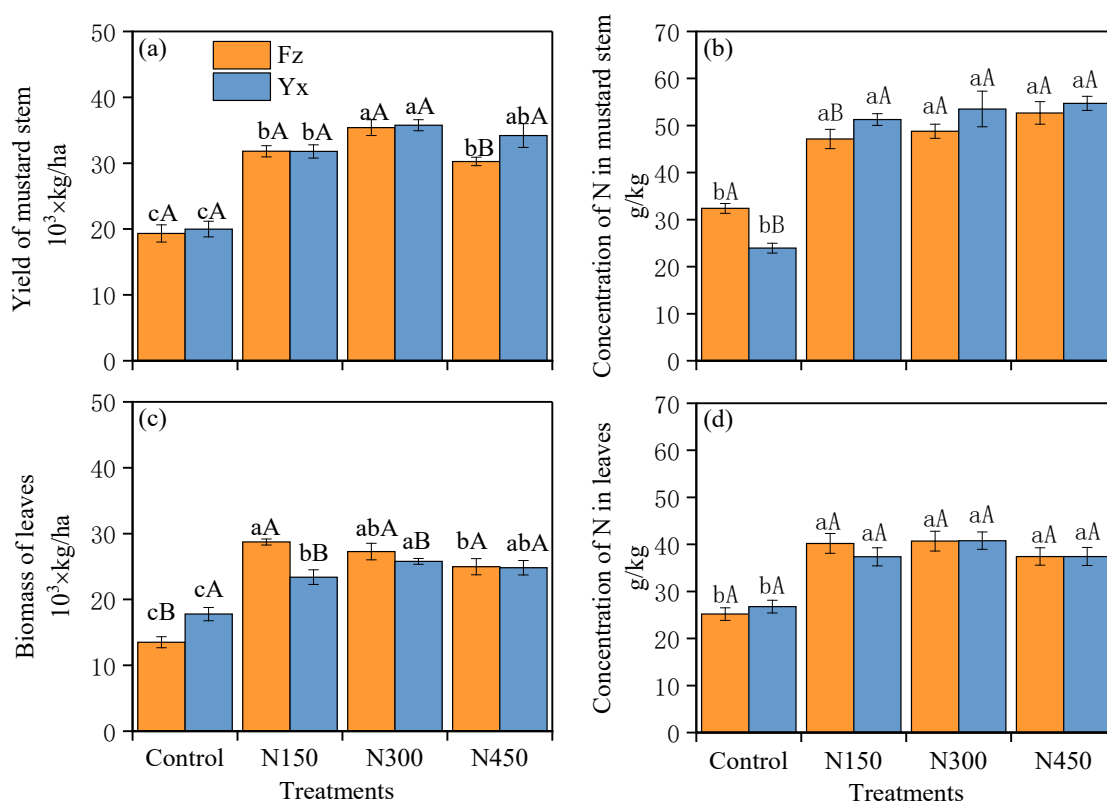 (a)
Fz
Yx
50
40
30
20
10
0
Yield of mustard stem
10³×kg/ha
cA cA bA bA aA aA bB abA
(b)
70
60
50
40
30
20
10
0
Concentration of N in mustard stem
g/kg
bA bB aB aA aA aA aA aA
(c)
50
40
30
20
10
0
Biomass of leaves
10³×kg/ha
cB cA aA bB abA aB bA abA
Control N150 N300 N450
Treatments
(d)
70
60
50
40
30
20
10
0
Concentration of N in leaves
g/kg
bA bA aA aA aA aA aA aA
Control N150 N300 N450
Treatments